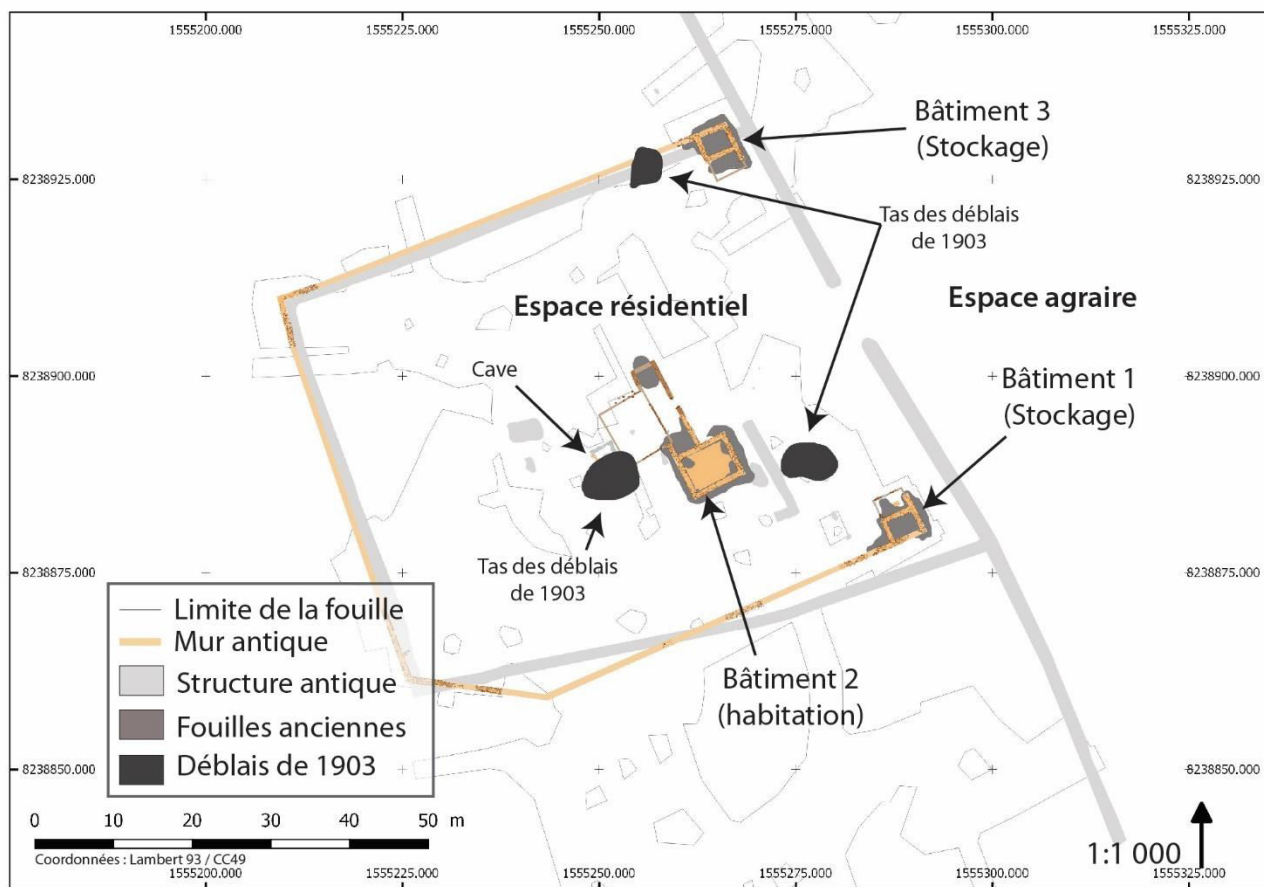 1555200.000 1555225.000 1555250.000 1555275.000 1555300.000 1555325.000
Bâtiment 3
(Stockage)
8238925.000 8238925.000
Tas des déblais
de 1903
Espace résidentiel
Espace agraire
Cave
8238900.000 8238900.000
Bâtiment 1
(Stockage)
Tas des déblais
de 1903
8238875.000 8238875.000
Bâtiment 2
(habitation)
Limite de la fouille
Mur antique
Structure antique
Fouilles anciennes
Déblais de 1903
8238850.000 8238850.000
0 10 20 30 40 50 m
Coordonnées : Lambert 93 / CC49
1:1 000
1555200.000 1555225.000 1555250.000 1555275.000 1555300.000 1555325.000